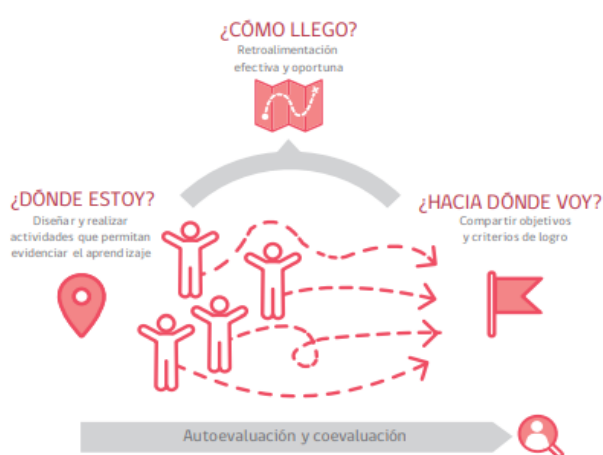 ¿CÓMO LLEGO?
Retroalimentación
efectiva y oportuna
¿DÓNDE ESTOY?
Diseñar y realizar
actividades que permitan
evidenciar el aprendizaje
¿HACIA DÓNDE VOY?
Compartir objetivos
y criterios de logro
Autoevaluación y coevaluación